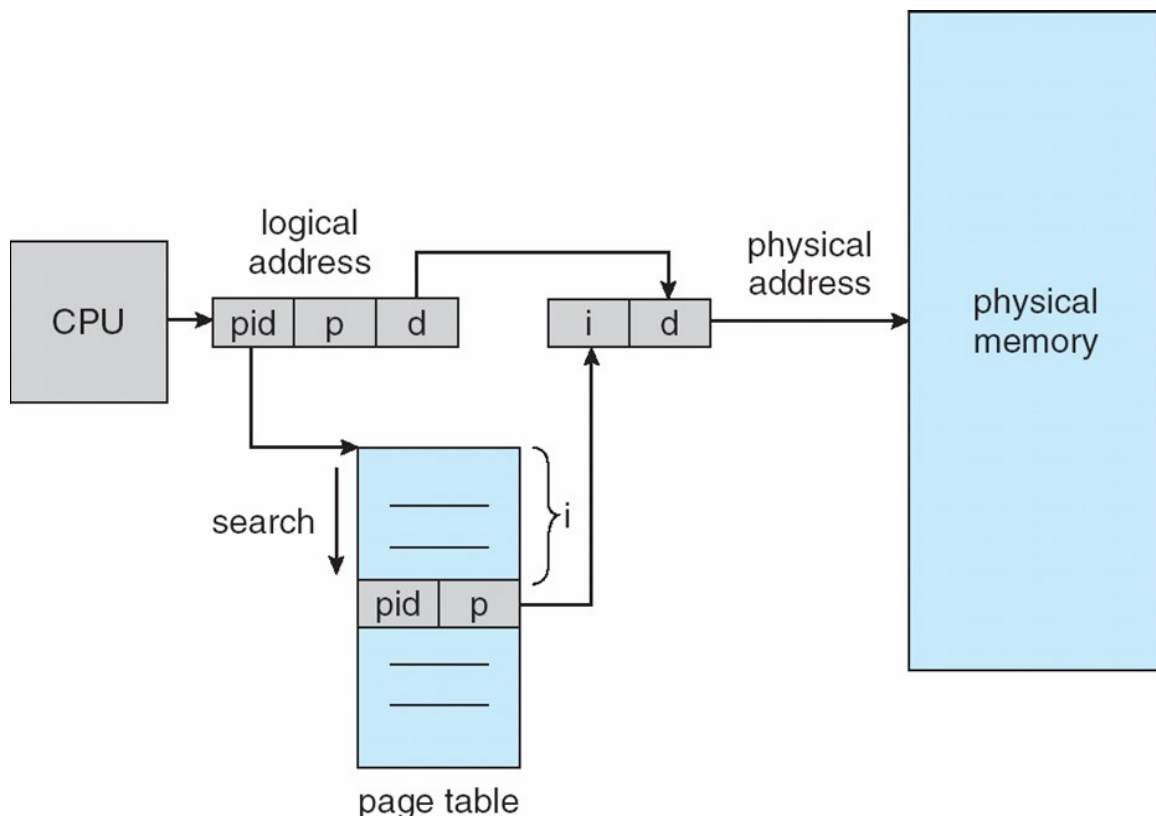 logical
address
physical
address
CPU
pid p d
i d
physical
memory
search
i
pid p
page table